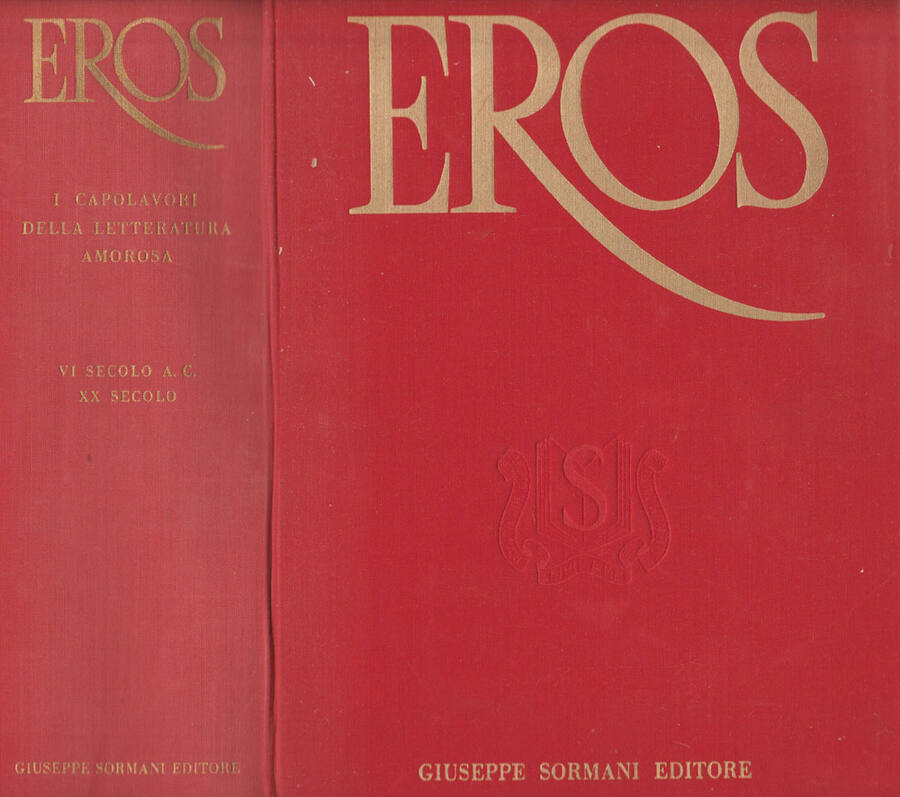 EROS
I CAPOLAVORI
DELLA LETTERATURA
AMOROSA
VI SECOLO A. C.
XX SECOLO
GIUSEPPE SORMANI EDITORE
EROS
S
GIUSEPPE SORMANI EDITORE